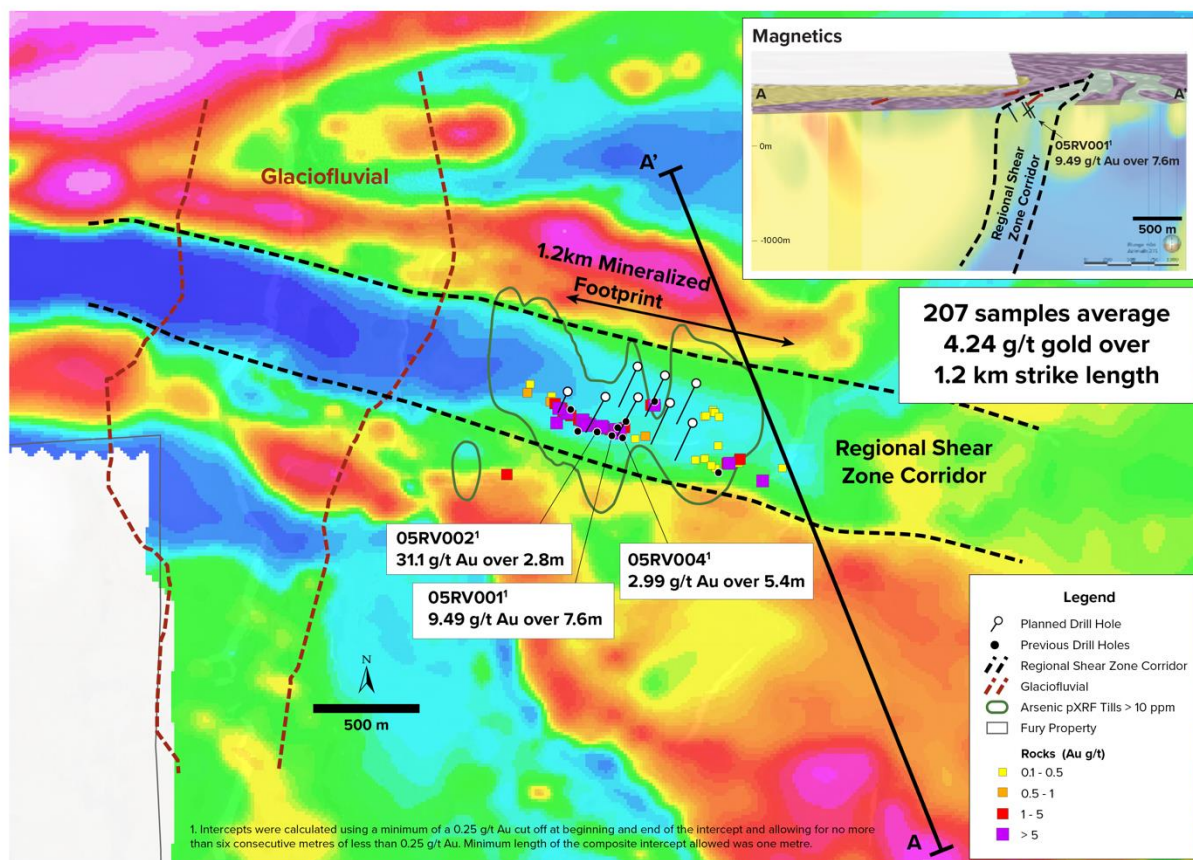 Magnetics
A
A'
0m
-1000m
05RV001¹
9.49 g/t Au over 7.6m
Regional Shear
Zone Corridor
500 m
Glaciofluvial
A'
1.2km Mineralized
Footprint
207 samples average
4.24 g/t gold over
1.2 km strike length
Regional Shear
Zone Corridor
05RV002¹
31.1 g/t Au over 2.8m
05RV004¹
2.99 g/t Au over 5.4m
05RV001¹
9.49 g/t Au over 7.6m
N
500 m
A
Legend
Planned Drill Hole
Previous Drill Holes
Regional Shear Zone Corridor
Glaciofluvial
Arsenic pXRF Tills > 10 ppm
Fury Property
Rocks (Au g/t)
0.1 - 0.5
0.5 - 1
1 - 5
> 5
1. Intercepts were calculated using a minimum of a 0.25 g/t Au cut off at beginning and end of the intercept and allowing for no more
than six consecutive metres of less than 0.25 g/t Au. Minimum length of the composite intercept allowed was one metre.